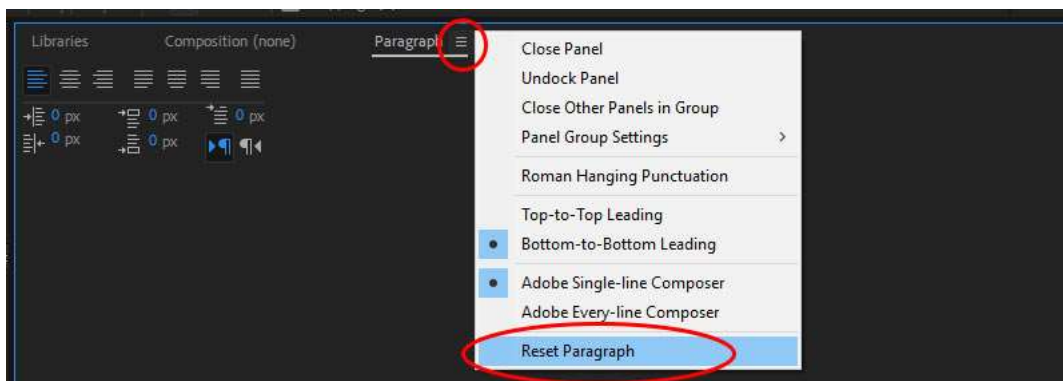 Libraries Composition (none) Paragraph
0 px 0 px 0 px
0 px 0 px
Close Panel
Undock Panel
Close Other Panels in Group
Panel Group Settings
Roman Hanging Punctuation
Top-to-Top Leading
Bottom-to-Bottom Leading
Adobe Single-line Composer
Adobe Every-line Composer
Reset Paragraph